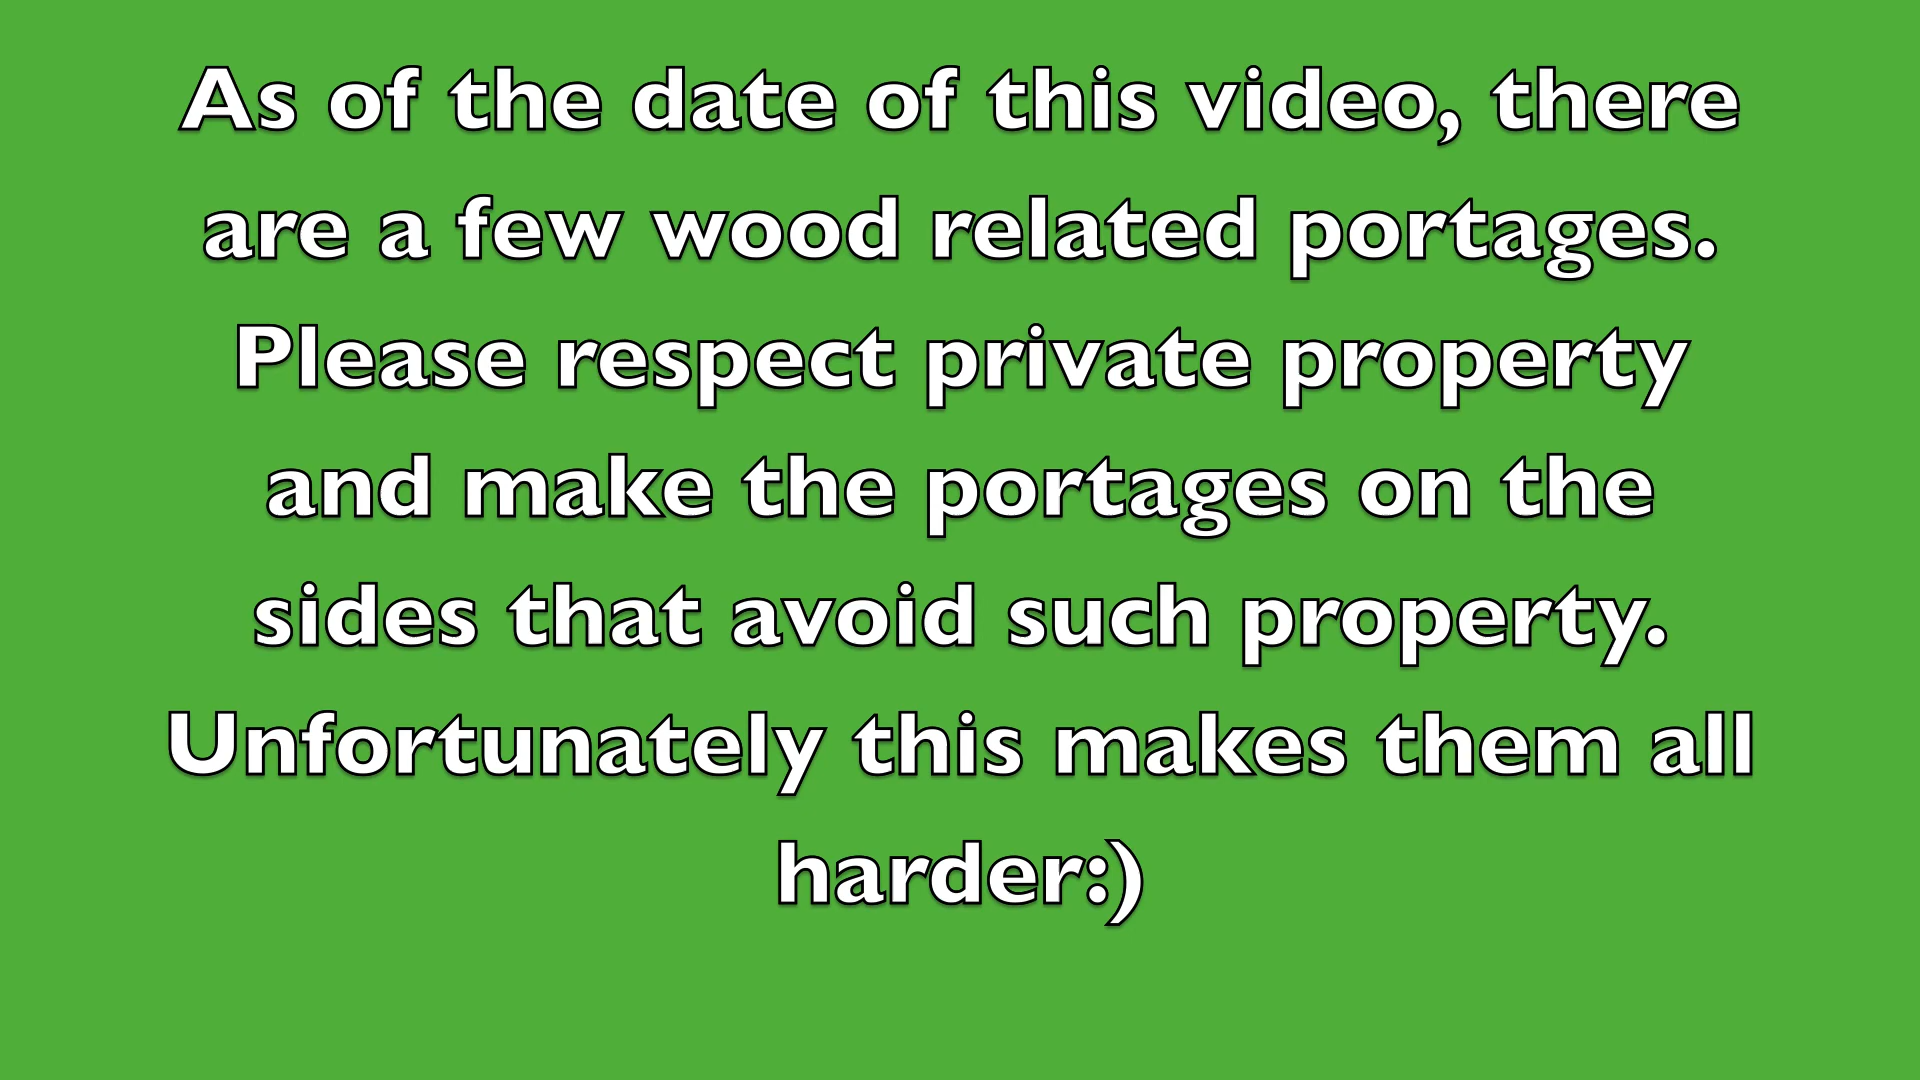 As of the date of this video, there
are a few wood related portages.
Please respect private property
and make the portages on the
sides that avoid such property.
Unfortunately this makes them all
harder:)